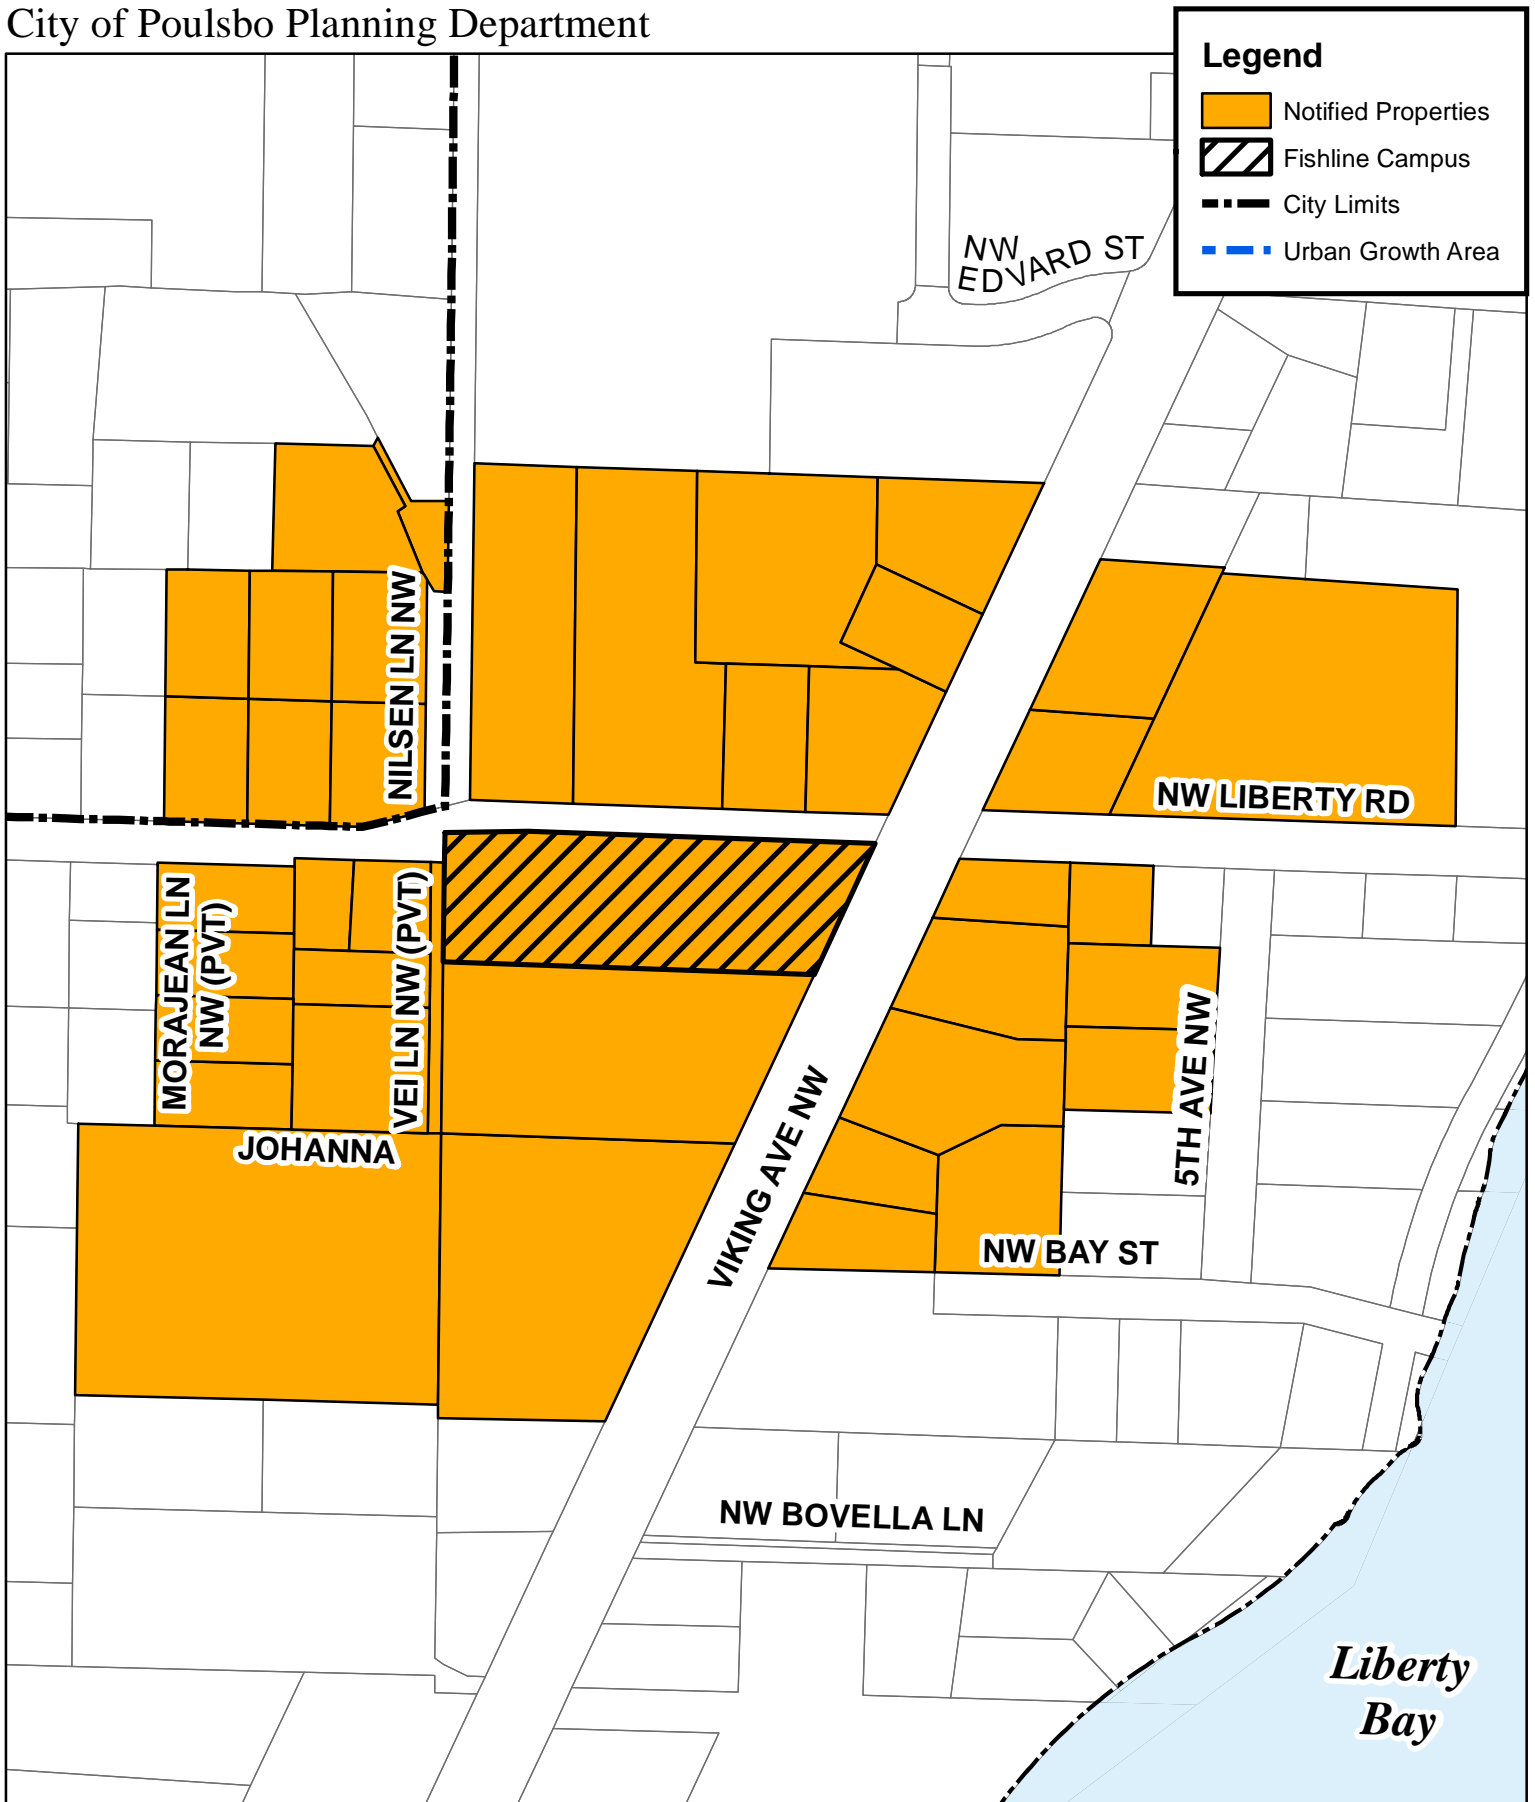 City of Poulsbo Planning Department
Legend
Notified Properties
Fishline Campus
City Limits
Urban Growth Area
NW
EDVARD ST
NILSEN LN NW
NW LIBERTY RD
MORAJEAN LN
NW (PVT)
VEI LN NW (PVT)
5TH AVE NW
VIKING AVE NW
JOHANNA
NW BAY ST
NW BOVELLA LN
Liberty
Bay